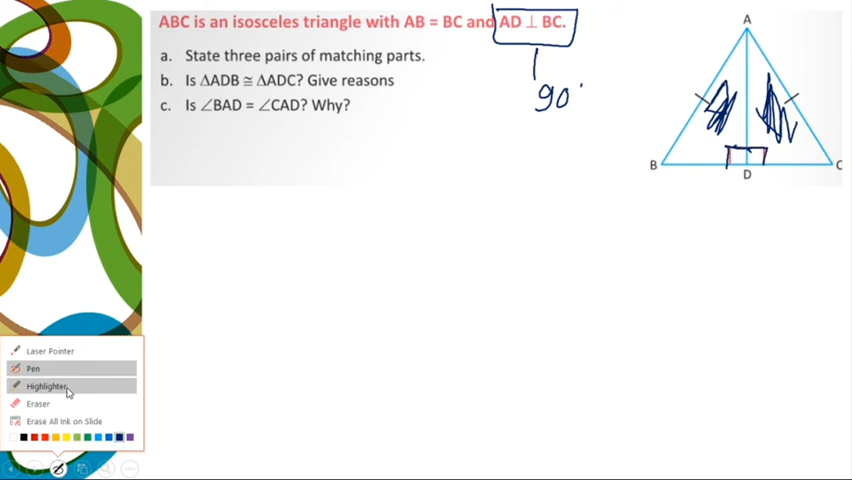 ABC is an isosceles triangle with AB = BC and AD ⊥ BC.
a. State three pairs of matching parts.
b. Is ΔADB ≅ ΔADC? Give reasons
c. Is ∠BAD = ∠CAD? Why?
90°
A
B
D
C
Laser Pointer
Pen
Highlighter
Eraser
Erase All Ink on Slide